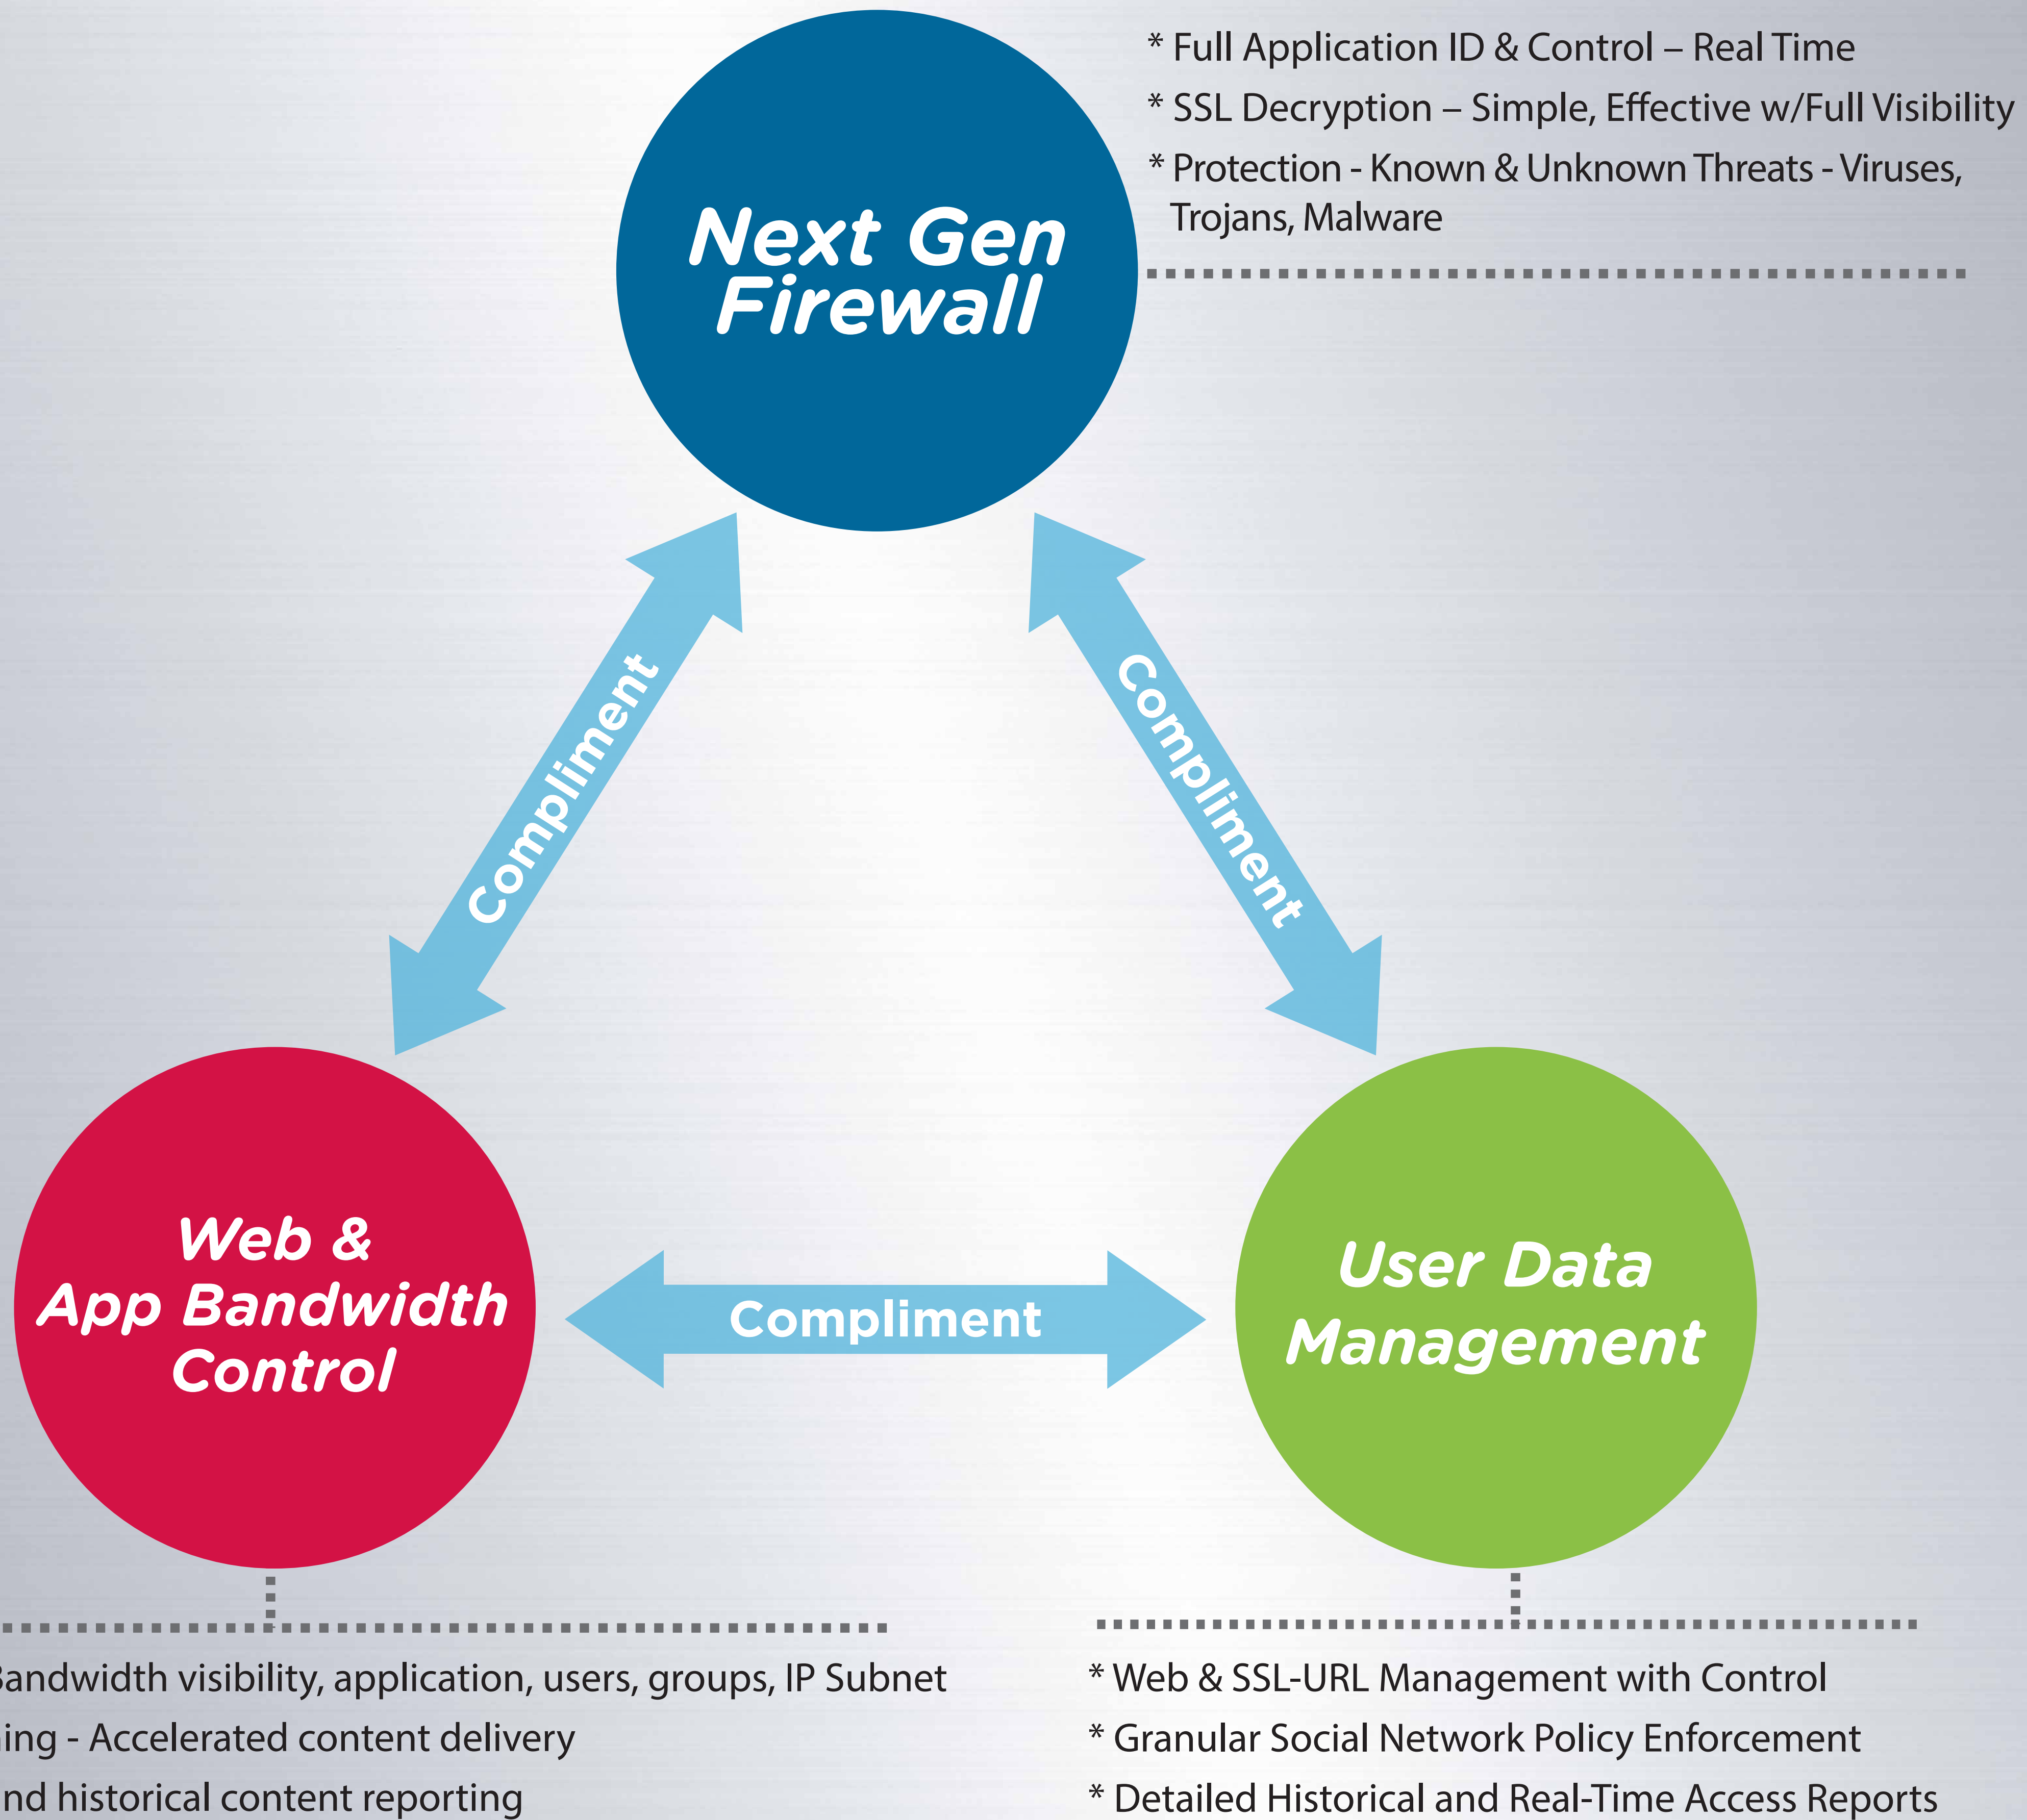 * Full Application ID & Control – Real Time
* SSL Decryption – Simple, Effective w/Full Visibility
* Protection - Known & Unknown Threats - Viruses,
Trojans, Malware
Next Gen
Firewall
Compliment
Compliment
Web &
App Bandwidth
Control
Compliment
User Data
Management
Bandwidth visibility, application, users, groups, IP Subnet
- Accelerated content delivery
historical content reporting
* Web & SSL-URL Management with Control
* Granular Social Network Policy Enforcement
* Detailed Historical and Real-Time Access Reports